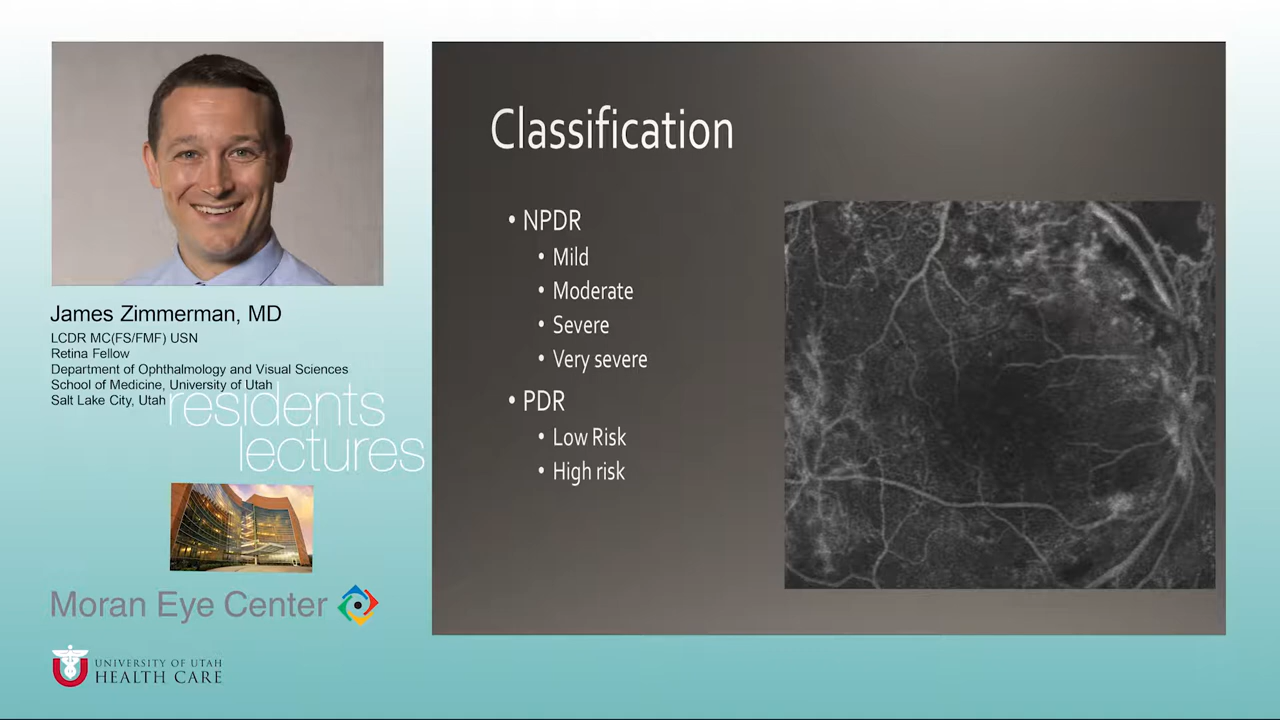 James Zimmerman, MD
LCDR MC(FS/FMF) USN
Retina Fellow
Department of Ophthalmology and Visual Sciences
School of Medicine, University of Utah
Salt Lake City, Utah
residents
lectures
Moran Eye Center
UNIVERSITY OF UTAH
HEALTH CARE
Classification
• NPDR
• Mild
• Moderate
• Severe
• Very severe
• PDR
• Low Risk
• High risk